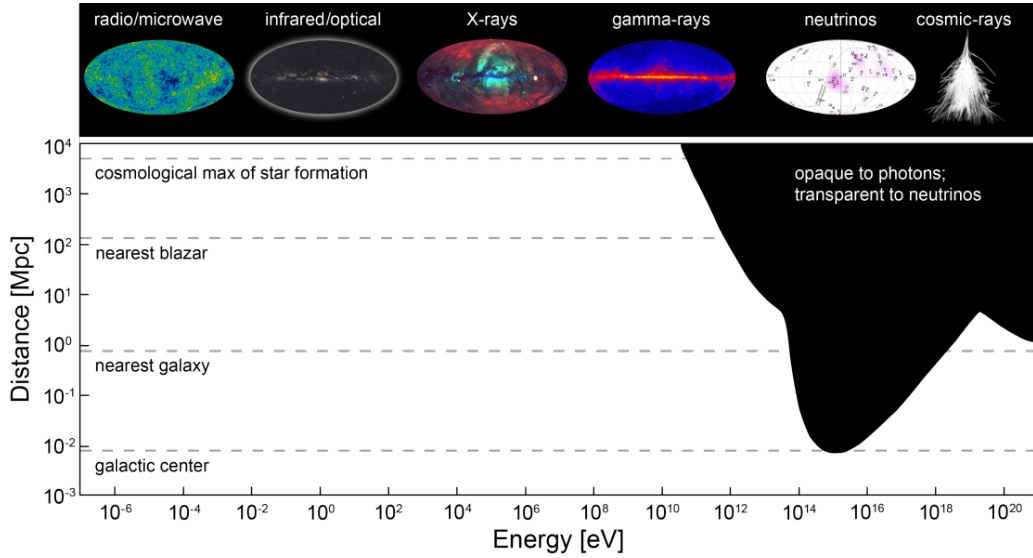 radio/microwave
infrared/optical
X-rays
gamma-rays
neutrinos
cosmic-rays
10^4
10^3
10^2
10^1
10^0
10^-1
10^-2
10^-3
Distance [Mpc]
cosmological max of star formation
nearest blazar
nearest galaxy
galactic center
opaque to photons;
transparent to neutrinos
10^-6
10^-4
10^-2
10^0
10^2
10^4
10^6
10^8
10^10
10^12
10^14
10^16
10^18
10^20
Energy [eV]